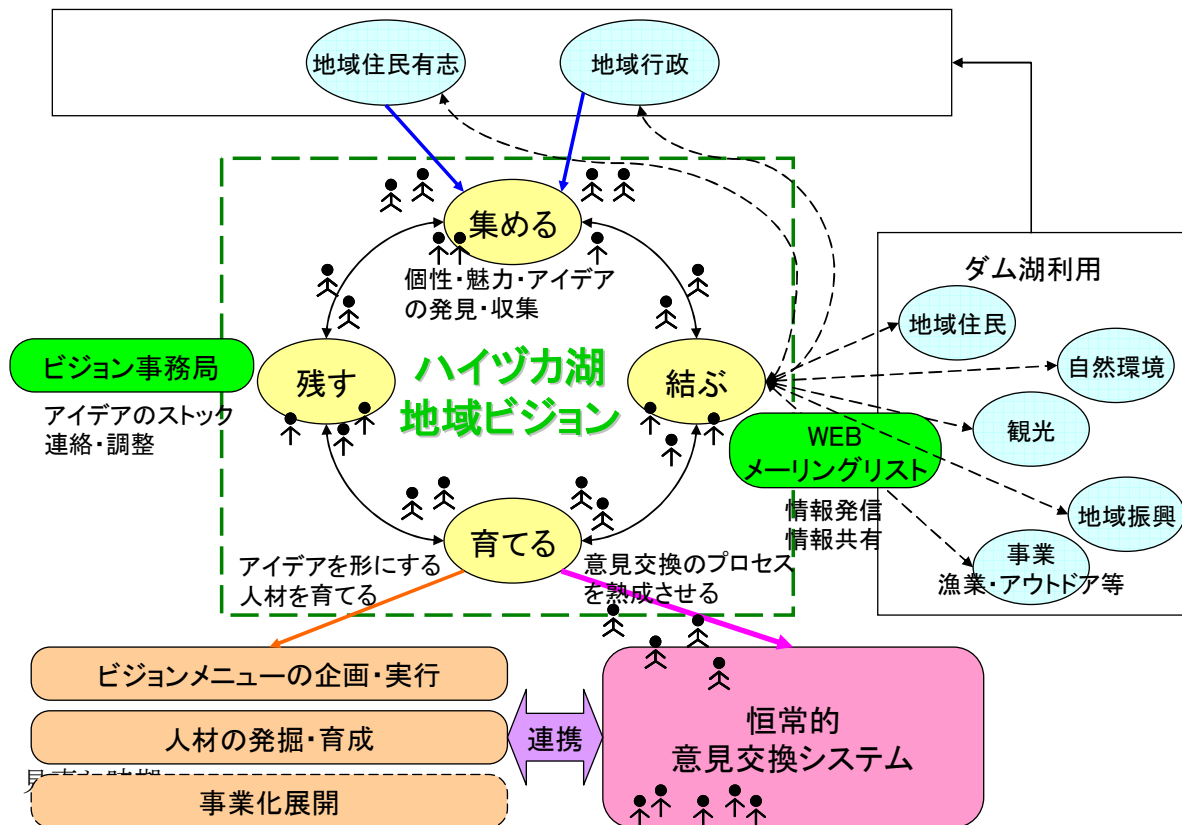 地域住民有志
地域行政
集める
個性・魅力・アイデア
の発見・収集
ダム湖利用
地域住民
自然環境
観光
地域振興
事業
漁業・アウトドア等
ビジョン事務局
アイデアのストック
連絡・調整
残す
ハイヅカ湖
地域ビジョン
結ぶ
WEB
メーリングリスト
情報発信
情報共有
育てる
アイデアを形にする
人材を育てる
意見交換のプロセス
を熟成させる
ビジョンメニューの企画・実行
人材の発掘・育成
事業化展開
連携
恒常的
意見交換システム